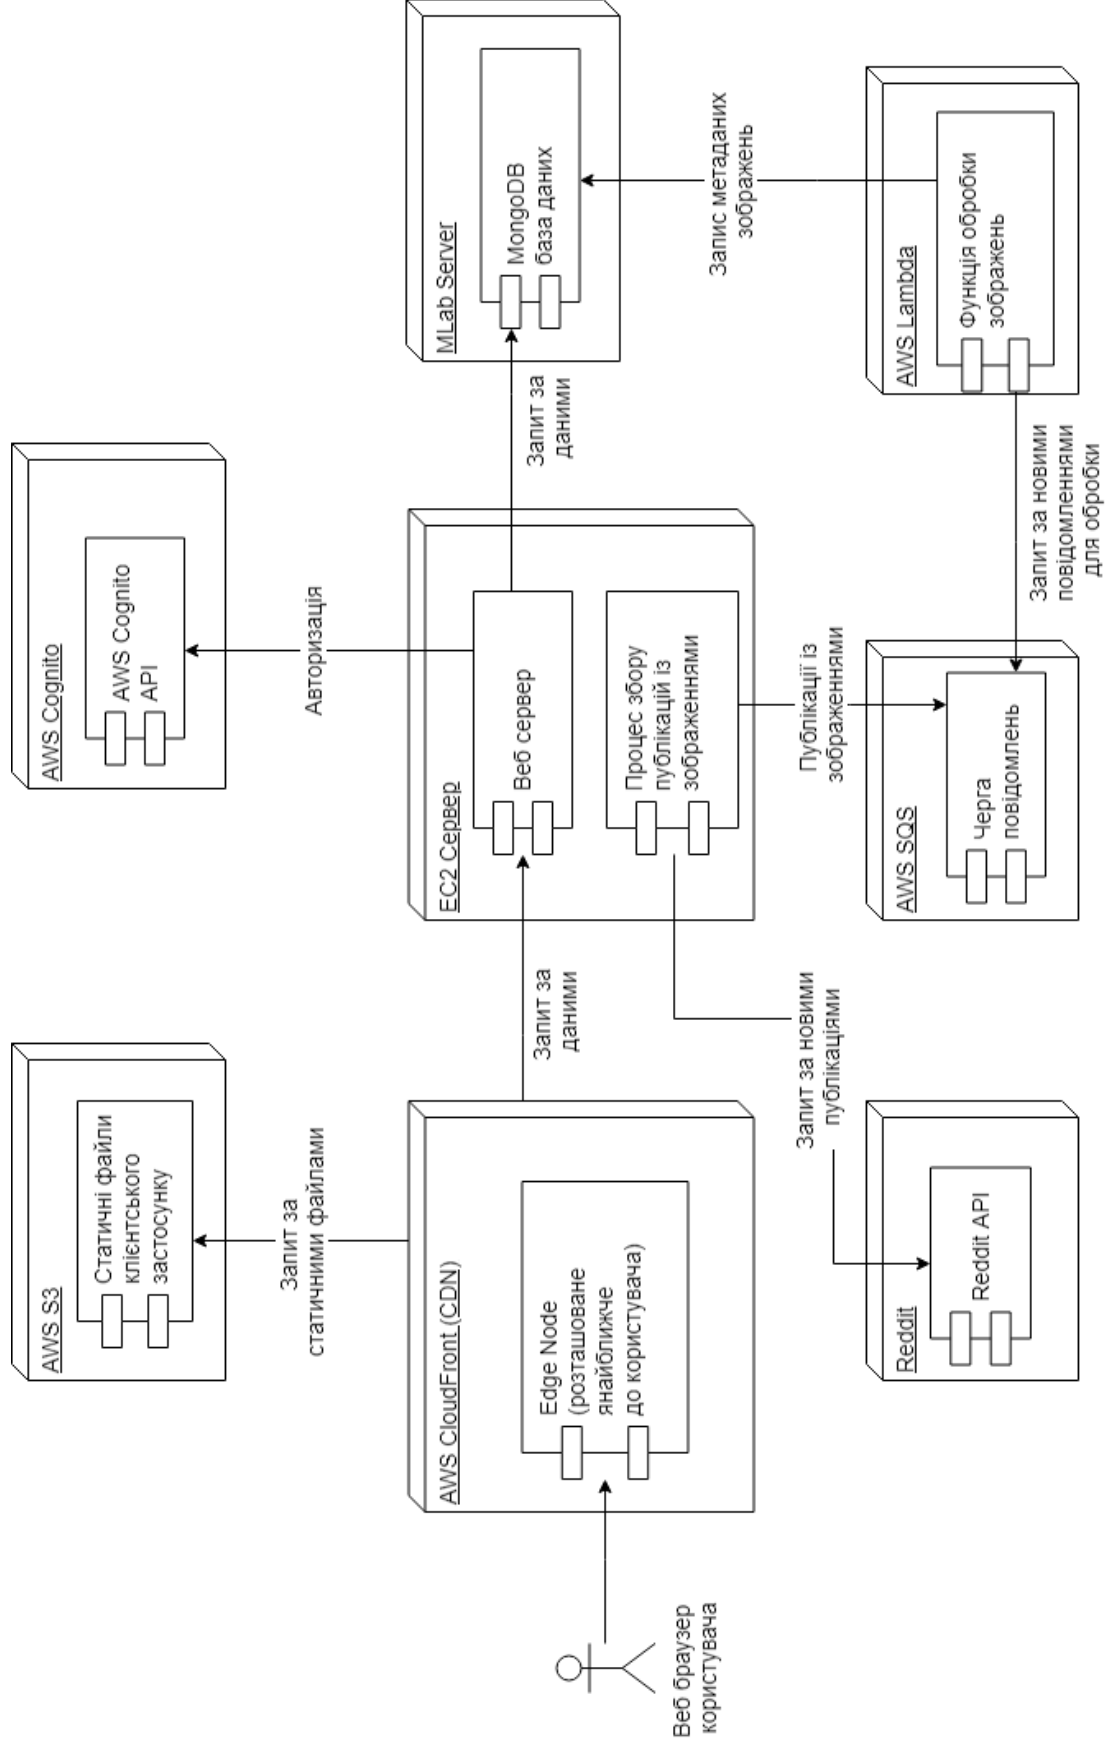 AWS S3
Статичні файли
клієнтського
застосунку
AWS Cognito
AWS Cognito
API
Запит за
статичними файлами
Авторизація
AWS CloudFront (CDN)
Edge Node
(розташоване
янайближче
до користувача)
Веб браузер
користувача
Запит за
даними
EC2 Сервер
Веб сервер
Процес збору
публікацій із
зображеннями
Запит за
даними
MLab Server
MongoDB
база даних
Запит за новими
публікаціями
Публікації із
зображеннями
Запис метаданих
зображень
Reddit
Reddit API
AWS SQS
Черга
повідомлень
Запит за новими
повідомленнями
для обробки
AWS Lambda
Функція обробки
зображень